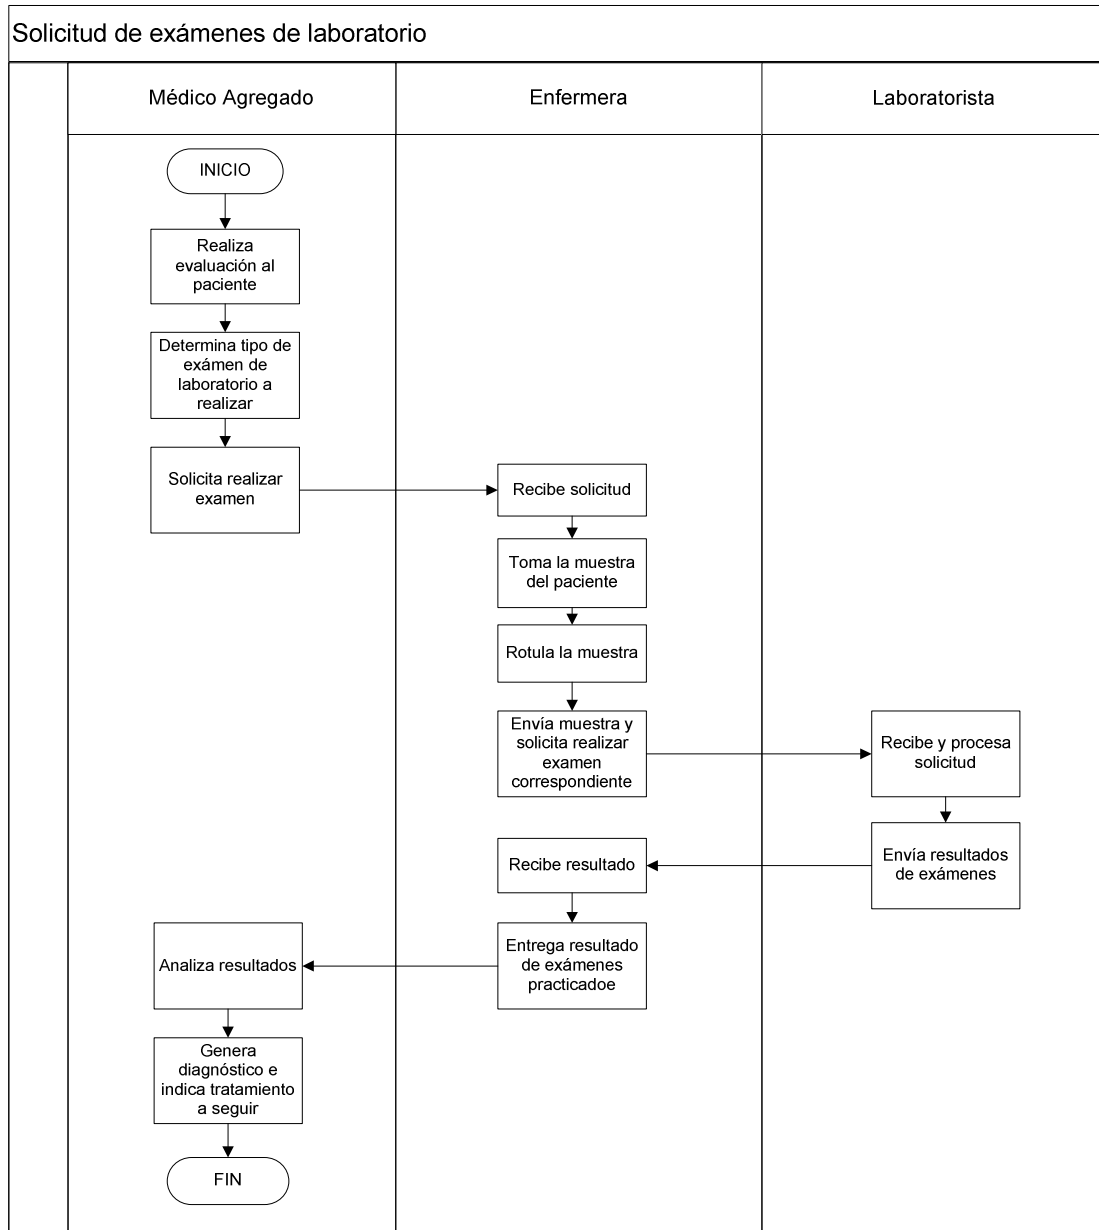 Solicitud de exámenes de laboratorio
Médico Agregado
Enfermera
Laboratorista
INICIO
Realiza
evaluación al
paciente
Determina tipo de
exámen de
laboratorio a
realizar
Solicita realizar
examen
Recibe solicitud
Toma la muestra
del paciente
Rotula la muestra
Envía muestra y
solicita realizar
examen
correspondiente
Recibe y procesa
solicitud
Envía resultados
de exámenes
Recibe resultado
Entrega resultado
de exámenes
practicadoe
Analiza resultados
Genera
diagnóstico e
indica tratamiento
a seguir
FIN